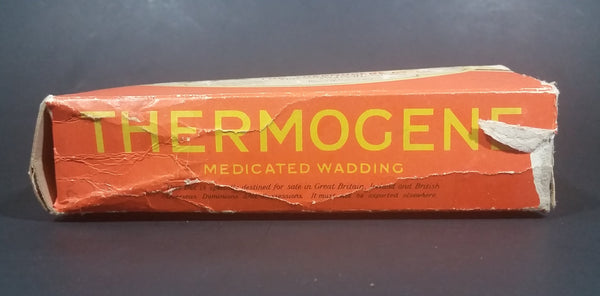 THERMOGENE
MEDICATED WADDING
is destined for sale in Great Britain, Ireland and British
Dominions and Possessions. It must not be exported elsewhere.